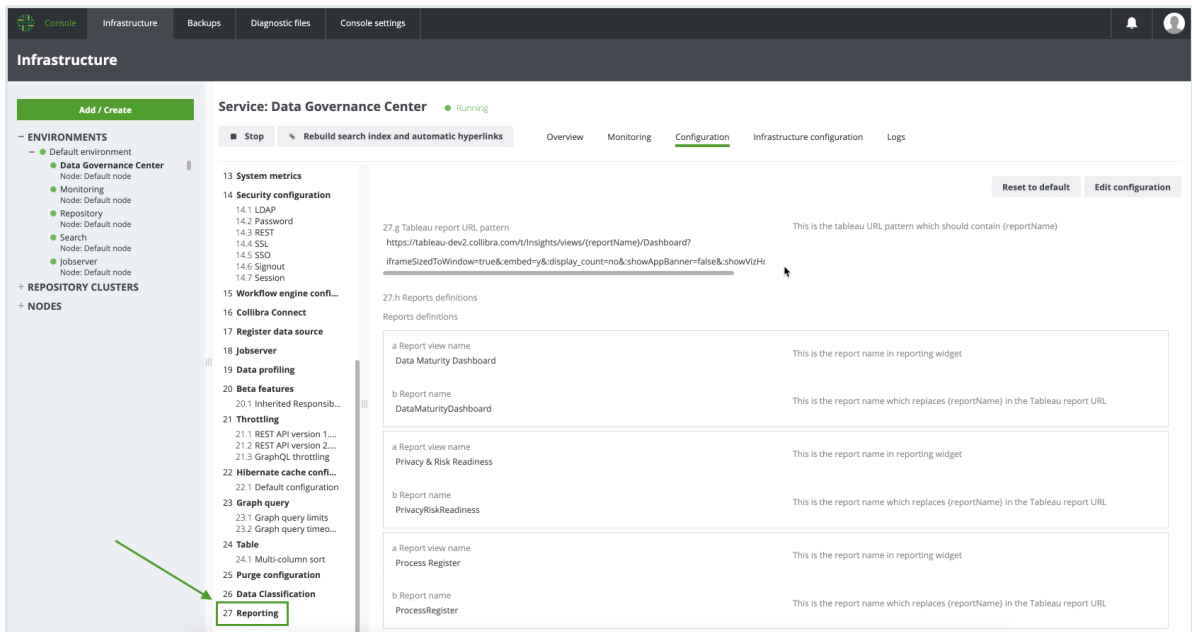 Console
Infrastructure
Backups
Diagnostic files
Console settings
Infrastructure
Add / Create
ENVIRONMENTS
Default environment
Data Governance Center
Node: Default node
Monitoring
Node: Default node
Repository
Node: Default node
Search
Node: Default node
Jobserver
Node: Default node
REPOSITORY CLUSTERS
NODES
Service: Data Governance Center
Running
Stop
Rebuild search index and automatic hyperlinks
Overview
Monitoring
Configuration
Infrastructure configuration
Logs
13 System metrics
14 Security configuration
14.1 LDAP
14.2 Password
14.3 REST
14.4 SSL
14.5 SSO
14.6 Signout
14.7 Session
15 Workflow engine confi...
16 Collibra Connect
17 Register data source
18 Jobserver
19 Data profiling
20 Beta features
20.1 Inherited Responsib...
21 Throttling
21.1 REST API version 1....
21.2 REST API version 2....
21.3 GraphQL throttling
22 Hibernate cache confi...
22.1 Default configuration
23 Graph query
23.1 Graph query limits
23.2 Graph query timeo...
24 Table
24.1 Multi-column sort
25 Purge configuration
26 Data Classification
27 Reporting
Reset to default
Edit configuration
27.g Tableau report URL pattern
This is the tableau URL pattern which should contain {reportName}
https://tableau-dev2.collibra.com/t/Insights/views/{reportName}/Dashboard?
iframeSizedToWindow=true&:embed=y&:display_count=no&:showAppBanner=false&:showVizHo
27.h Reports definitions
Reports definitions
a Report view name
Data Maturity Dashboard
This is the report name in reporting widget
b Report name
DataMaturityDashboard
This is the report name which replaces {reportName} in the Tableau report URL
a Report view name
Privacy & Risk Readiness
This is the report name in reporting widget
b Report name
PrivacyRiskReadiness
This is the report name which replaces {reportName} in the Tableau report URL
a Report view name
Process Register
This is the report name in reporting widget
b Report name
ProcessRegister
This is the report name which replaces {reportName} in the Tableau report URL